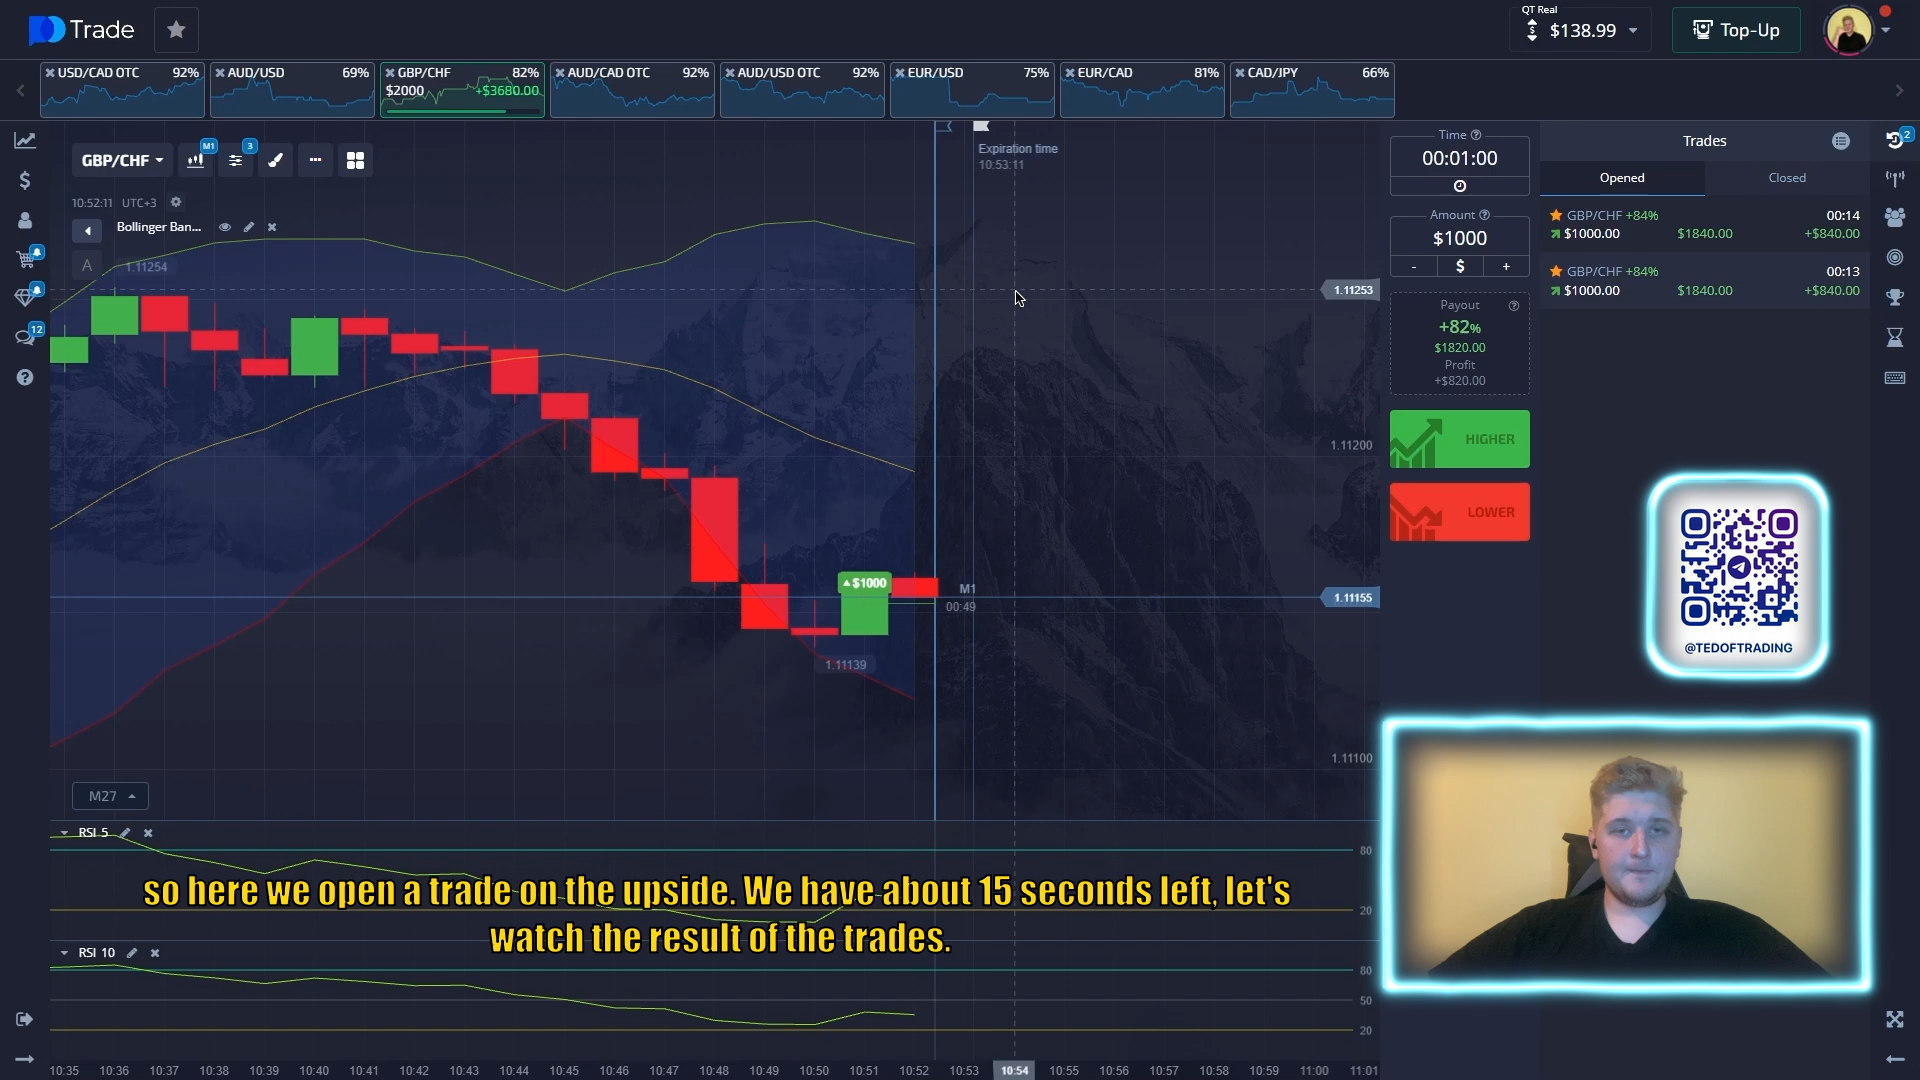 Trade
QT Real
$138.99
Top-Up
USD/CAD OTC 92%
AUD/USD 69%
GBP/CHF 82%
$2000 +$3680.00
AUD/CAD OTC 92%
AUD/USD OTC 92%
EUR/USD 75%
EUR/CAD 81%
CAD/JPY 66%
GBP/CHF
M1
3
Expiration time
10:53:11
10:52:11 UTC+3
Bollinger Ban...
A
1.11254
1.11253
1.11200
M1
00:49
1.11155
$1000
1.11139
1.11100
M27
Time
00:01:00
Amount
$1000
- $ +
Payout
+82%
$1820.00
Profit
+$820.00
HIGHER
LOWER
Trades
2
Opened
Closed
GBP/CHF +84% 00:14
$1000.00 $1840.00 +$840.00
GBP/CHF +84% 00:13
$1000.00 $1840.00 +$840.00
12
@TEDOFTRADING
RSI 5
80
20
so here we open a trade on the upside. We have about 15 seconds left, let's
watch the result of the trades.
RSI 10
80
50
20
10:35 10:36 10:37 10:38 10:39 10:40 10:41 10:42 10:43 10:44 10:45 10:46 10:47 10:48 10:49 10:50 10:51 10:52 10:53 10:54 10:55 10:56 10:57 10:58 10:59 11:00 11:01